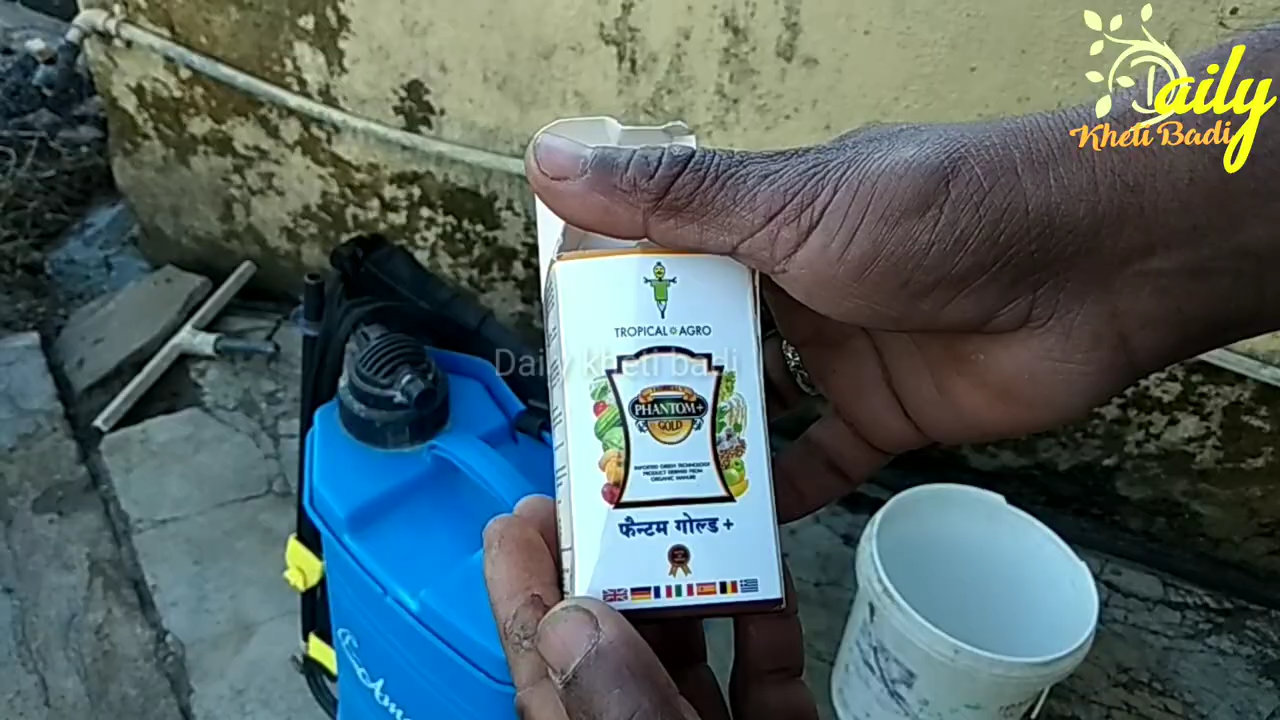 Daily
Kheti Badi
TROPICAL AGRO
Daily kheti badi
PHANTOM+
GOLD
IMPORTED GREEN TECHNOLOGY
PRODUCT DERIVED FROM
ORGANIC MANURE
फॅन्टम गोल्ड +